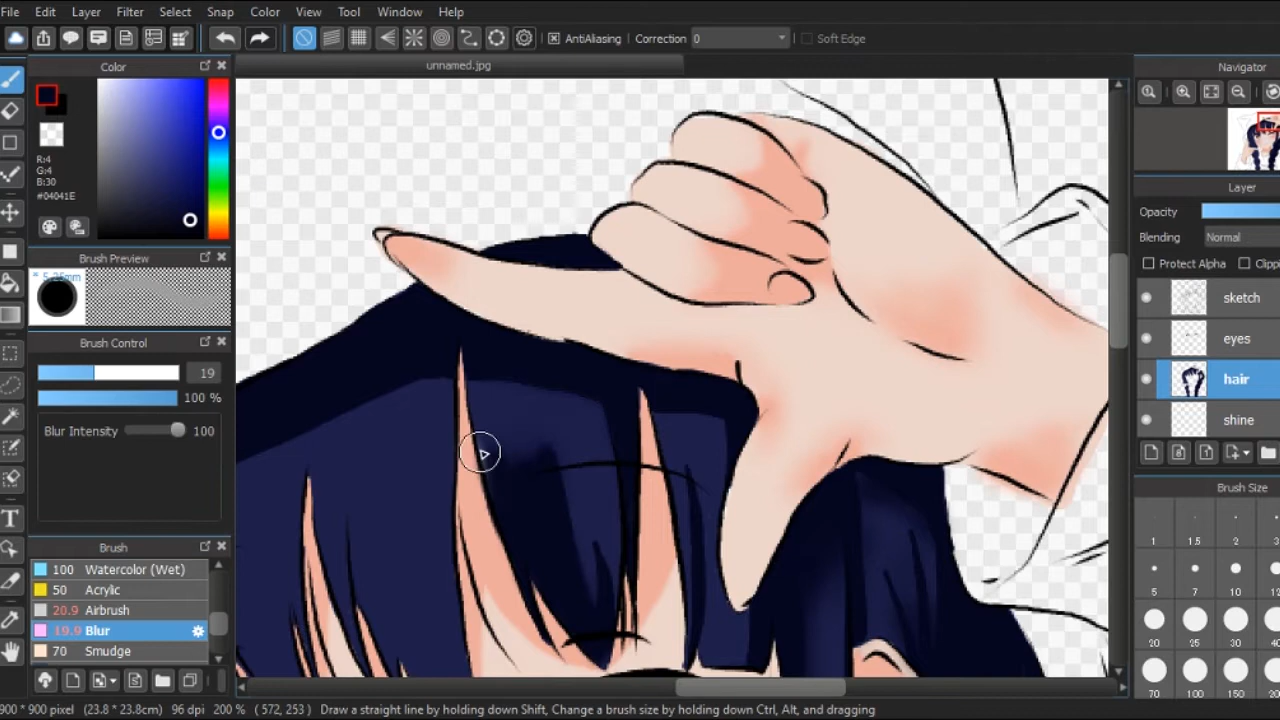 File Edit Layer Filter Select Snap Color View Tool Window Help
AntiAliasing Correction 0 Soft Edge
Color
unnamed.jpg
Navigator
R:4
G:4
B:30
#04041E
Brush Preview
Brush Control
19
100 %
Blur Intensity 100
Layer
Opacity
Blending Normal
Protect Alpha
sketch
eyes
hair
shine
Brush
100 Watercolor (Wet)
50 Acrylic
20.9 Airbrush
19.9 Blur
70 Smudge
Brush Size
1 1.5 2
5 7 10
20 25 30
70 100 150
900 * 900 pixel (23.8 * 23.8cm) 96 dpi 200 % ( 572, 253 ) Draw a straight line by holding down Shift, Change a brush size by holding down Ctrl, Alt, and dragging